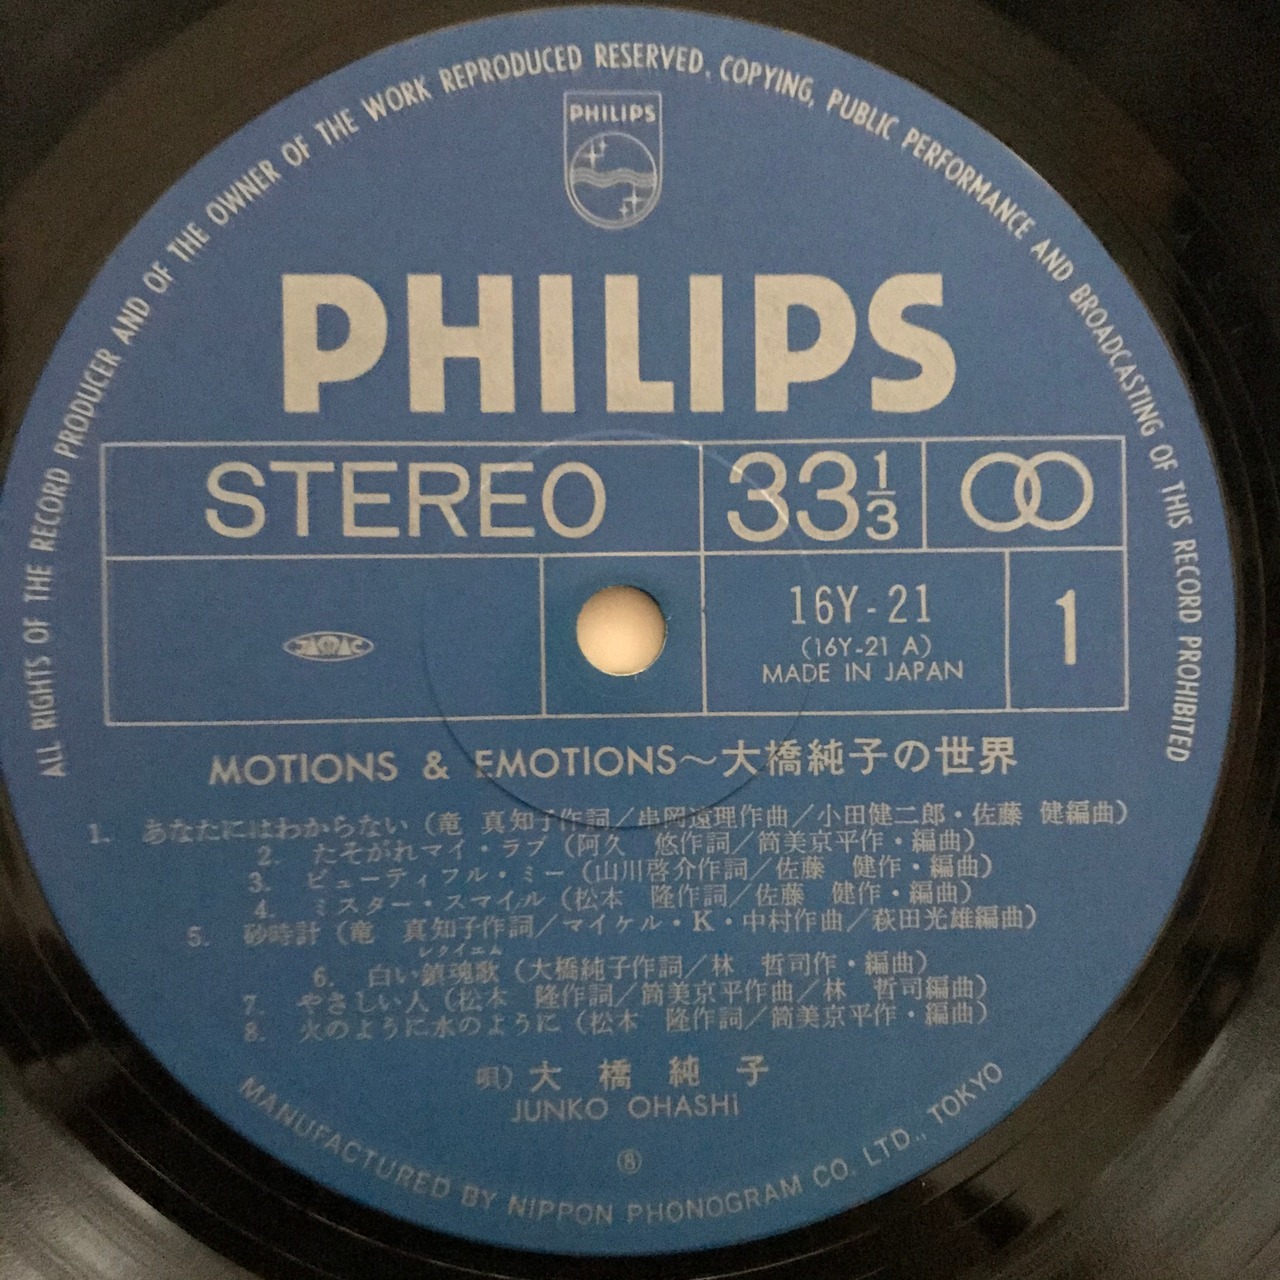 ALL RIGHTS OF THE RECORD PRODUCER AND OF THE OWNER OF THE WORK REPRODUCED RESERVED. COPYING, PUBLIC PERFORMANCE AND BROADCASTING OF THIS RECORD PROHIBITED
PHILIPS
PHILIPS
STEREO
33 1/3
16Y-21
(16Y-21 A)
MADE IN JAPAN
1
MOTIONS & EMOTIONS～大橋純子の世界
1. あなたにはわからない（竜 真知子作詞／串岡遠理作曲／小田健二郎・佐藤 健編曲）
2. たそがれマイ・ラブ（阿久 悠作詞／筒美京平作・編曲）
3. ビューティフル・ミー（山川啓介作詞／佐藤 健作・編曲）
4. ミスター・スマイル（松本 隆作詞／佐藤 健作・編曲）
5. 砂時計（竜 真知子作詞／マイケル・K・中村作曲／萩田光雄編曲）
レクイエム
6. 白い鎮魂歌（大橋純子作詞／林 哲司作・編曲）
7. やさしい人（松本 隆作詞／筒美京平作曲／林 哲司編曲）
8. 火のように水のように（松本 隆作詞／筒美京平作・編曲）
唄）大橋純子
JUNKO OHASHI
MANUFACTURED BY NIPPON PHONOGRAM CO. LTD., TOKYO